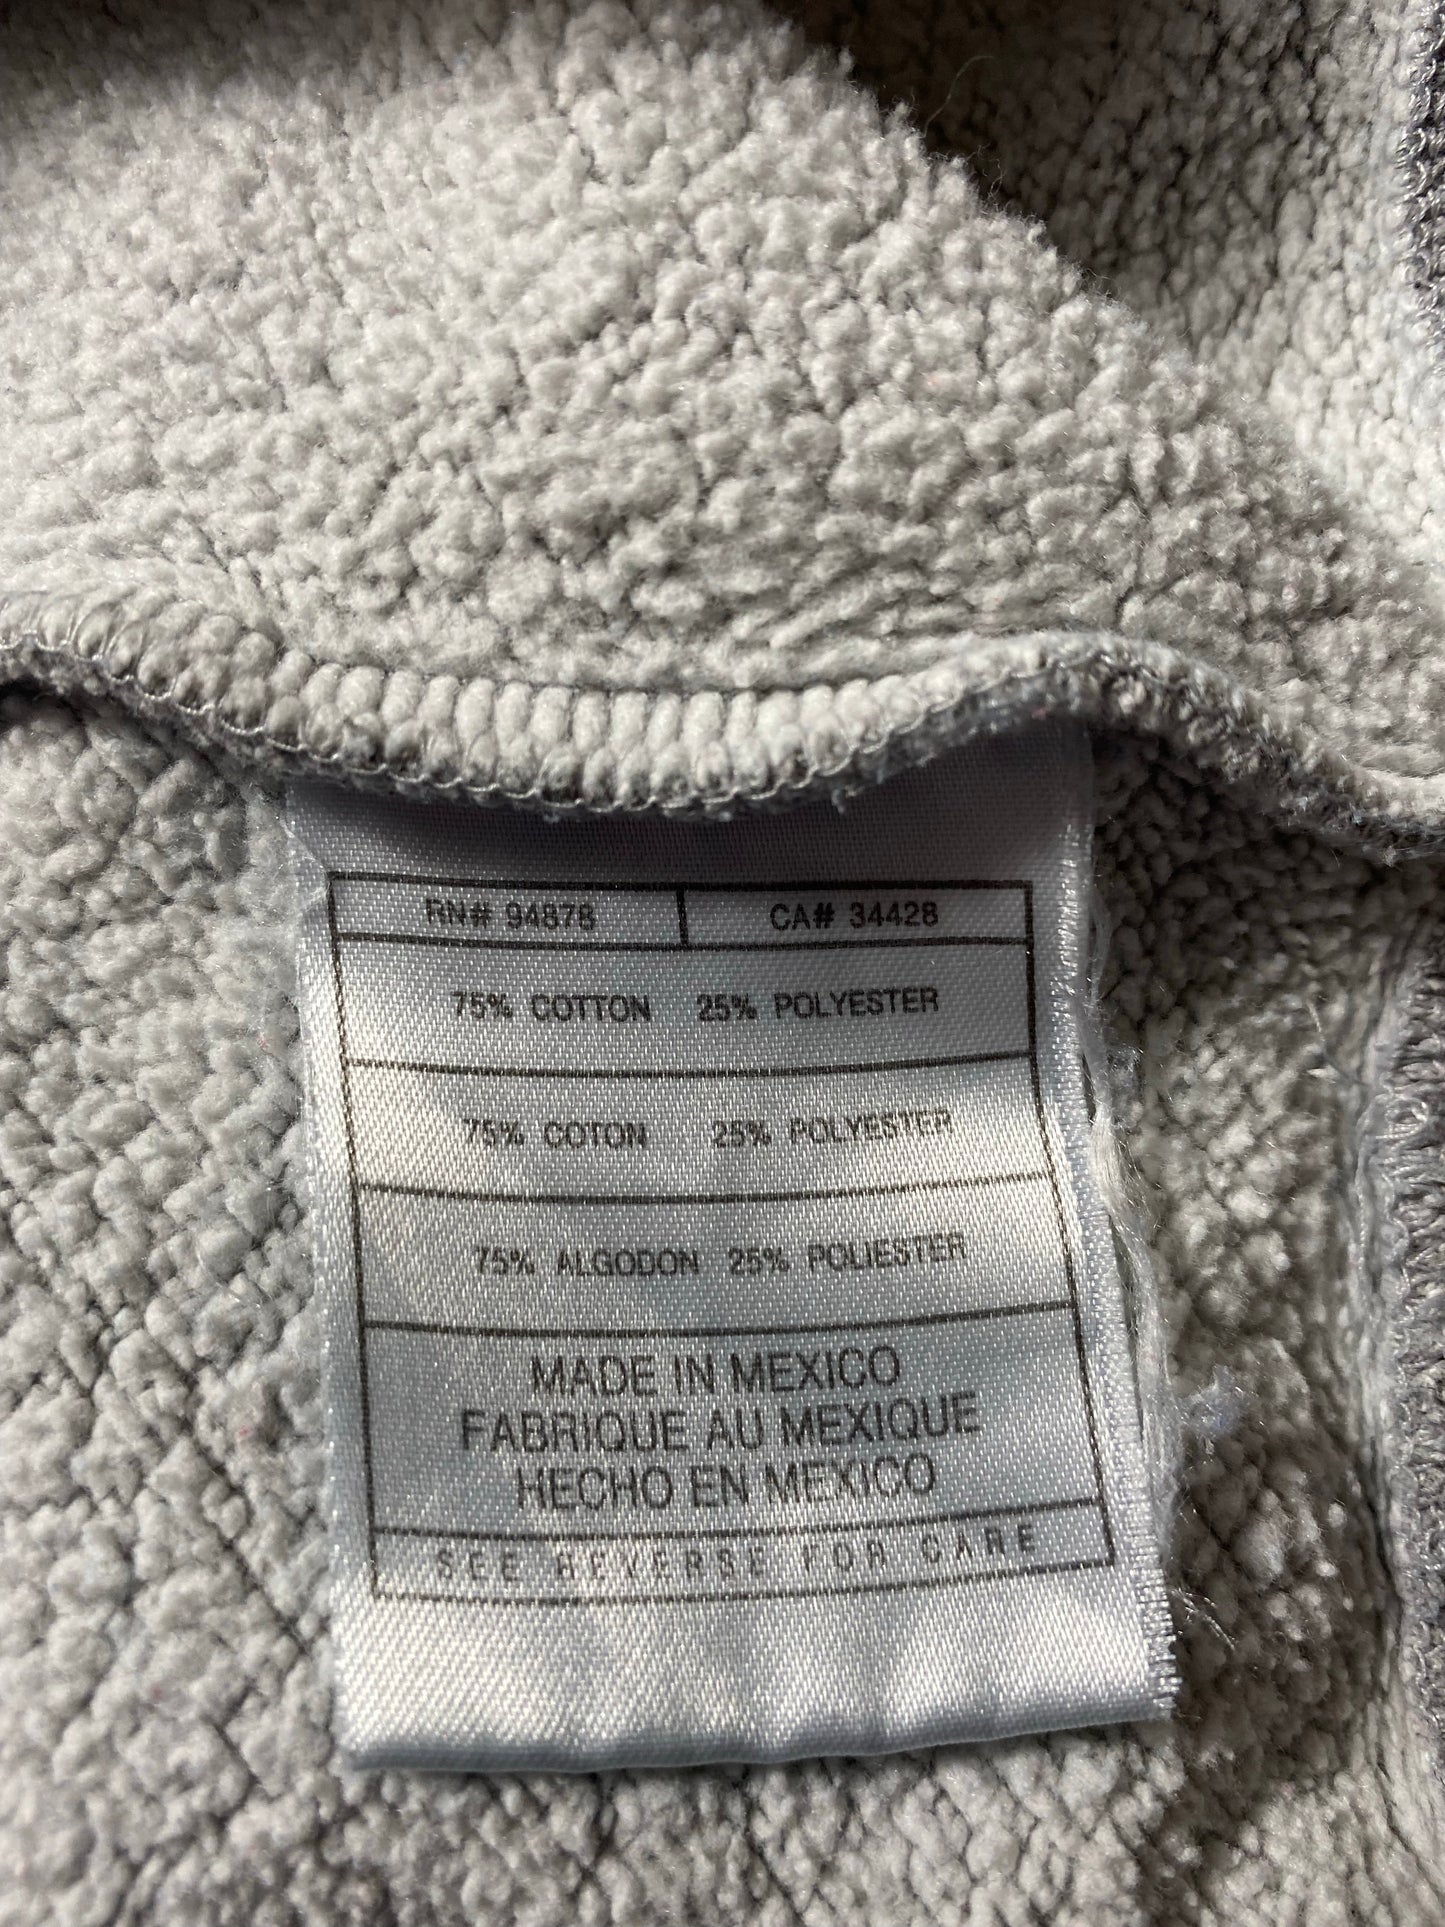 RN# 94878 CA# 34428
75% COTTON 25% POLYESTER
75% COTON 25% POLYESTER
75% ALGODON 25% POLIESTER
MADE IN MEXICO
FABRIQUE AU MEXIQUE
HECHO EN MEXICO
SEE REVERSE FOR CARE